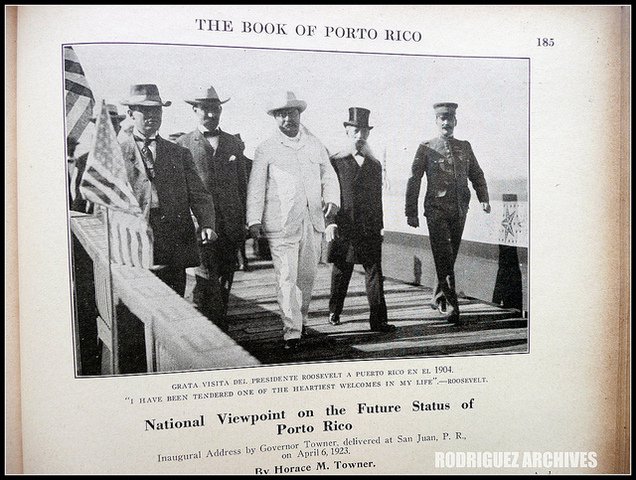 THE BOOK OF PORTO RICO
185
GRATA VISITA DEL PRESIDENTE ROOSEVELT A PUERTO RICO EN EL 1904.
"I HAVE BEEN TENDERED ONE OF THE HEARTIEST WELCOMES IN MY LIFE".—ROOSEVELT.
National Viewpoint on the Future Status of
Porto Rico
Inaugural Address by Governor Towner, delivered at San Juan, P. R.,
on April 6, 1923.
By Horace M. Towner.
RODRIGUEZ ARCHIVES